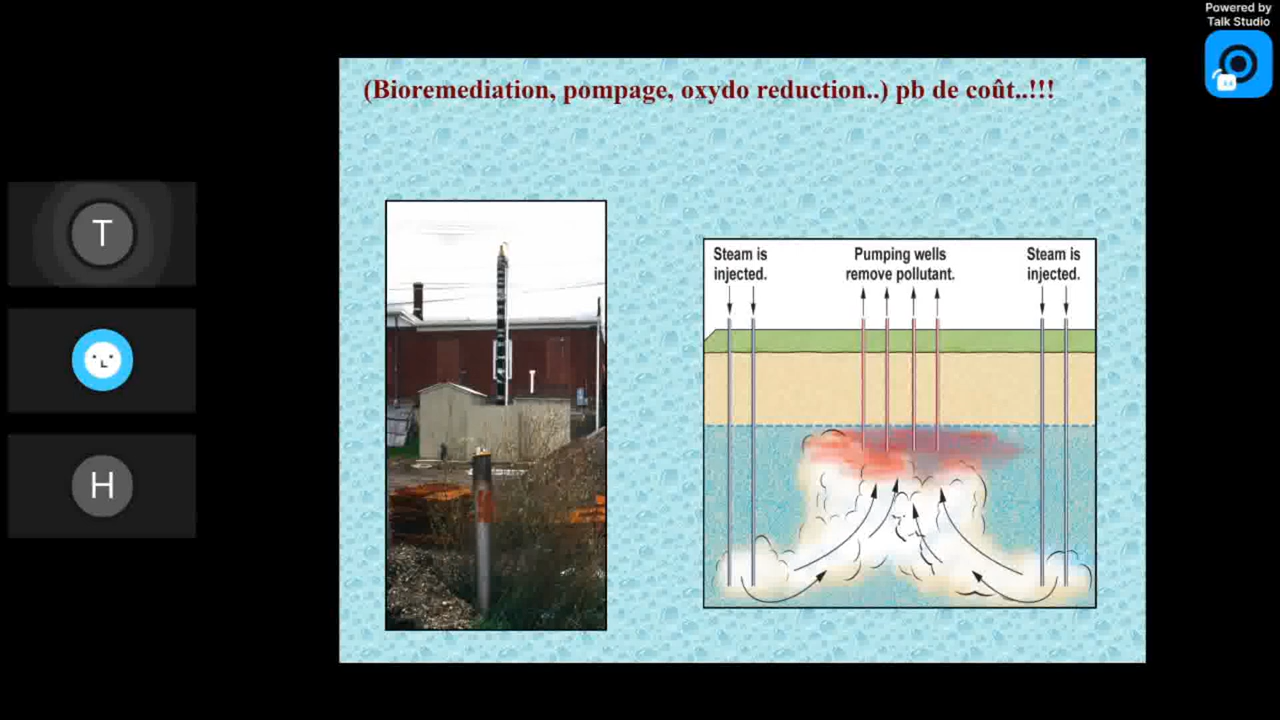 Powered by
Talk Studio
(Bioremediation, pompage, oxydo reduction..) pb de coût..!!!
T
H
Steam is
injected.
Pumping wells
remove pollutant.
Steam is
injected.